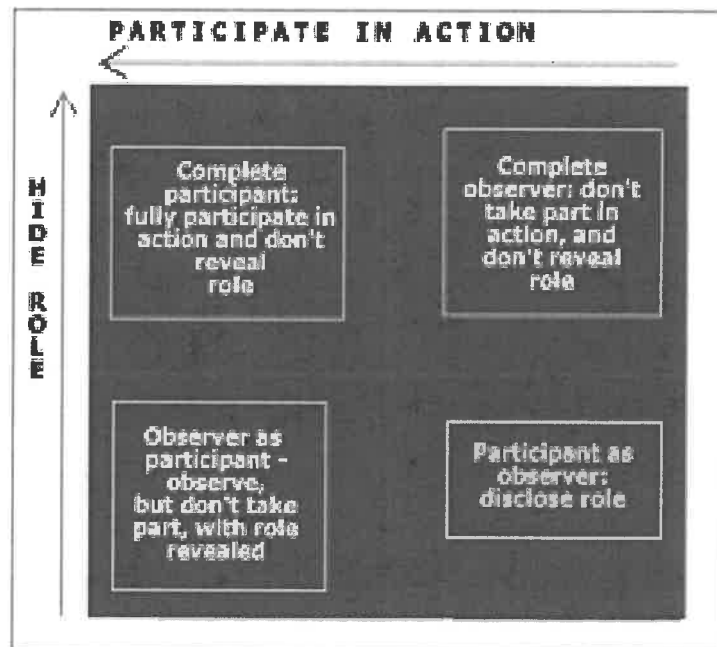 PARTICIPATE IN ACTION
HIDE ROLE
Complete
participant:
fully participate in
action and don't
reveal
role
Complete
observer: don't
take part in
action, and
don't reveal
role
Observer as
participant -
observe,
but don't take
part, with role
revealed
Participant as
observer:
disclose role